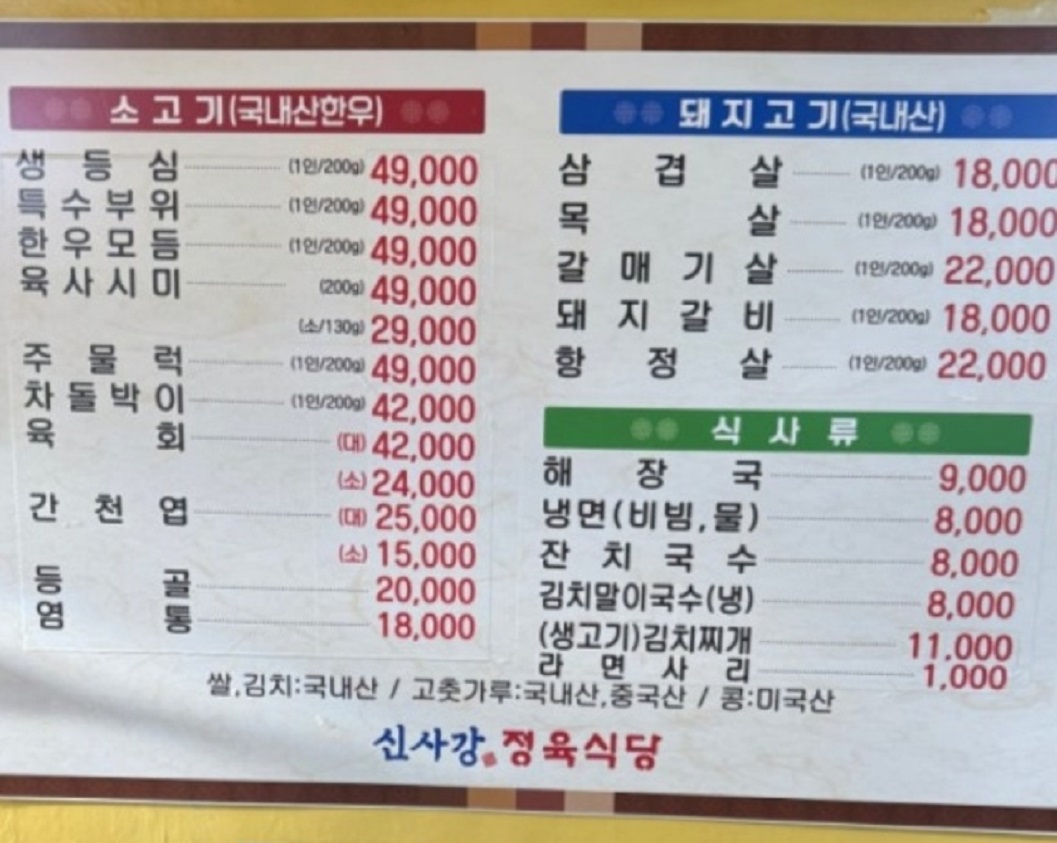 소고기(국내산한우)
생등심 (1인/200g) 49,000
특수부위 (1인/200g) 49,000
한우모듬 (1인/200g) 49,000
육사시미 (200g) 49,000
(소/130g) 29,000
주물럭 (1인/200g) 49,000
차돌박이 (1인/200g) 42,000
육회 (대) 42,000
(소) 24,000
간천엽 (대) 25,000
(소) 15,000
등골 20,000
염통 18,000
돼지고기(국내산)
삼겹살 (1인/200g) 18,000
목살 (1인/200g) 18,000
갈매기살 (1인/200g) 22,000
돼지갈비 (1인/200g) 18,000
항정살 (1인/200g) 22,000
식사류
해장국 9,000
냉면(비빔,물) 8,000
잔치국수 8,000
김치말이국수(냉) 8,000
(생고기)김치찌개 11.000
라면사리 1,000
쌀,김치:국내산 / 고춧가루:국내산,중국산 / 콩:미국산
신사강 정육식당